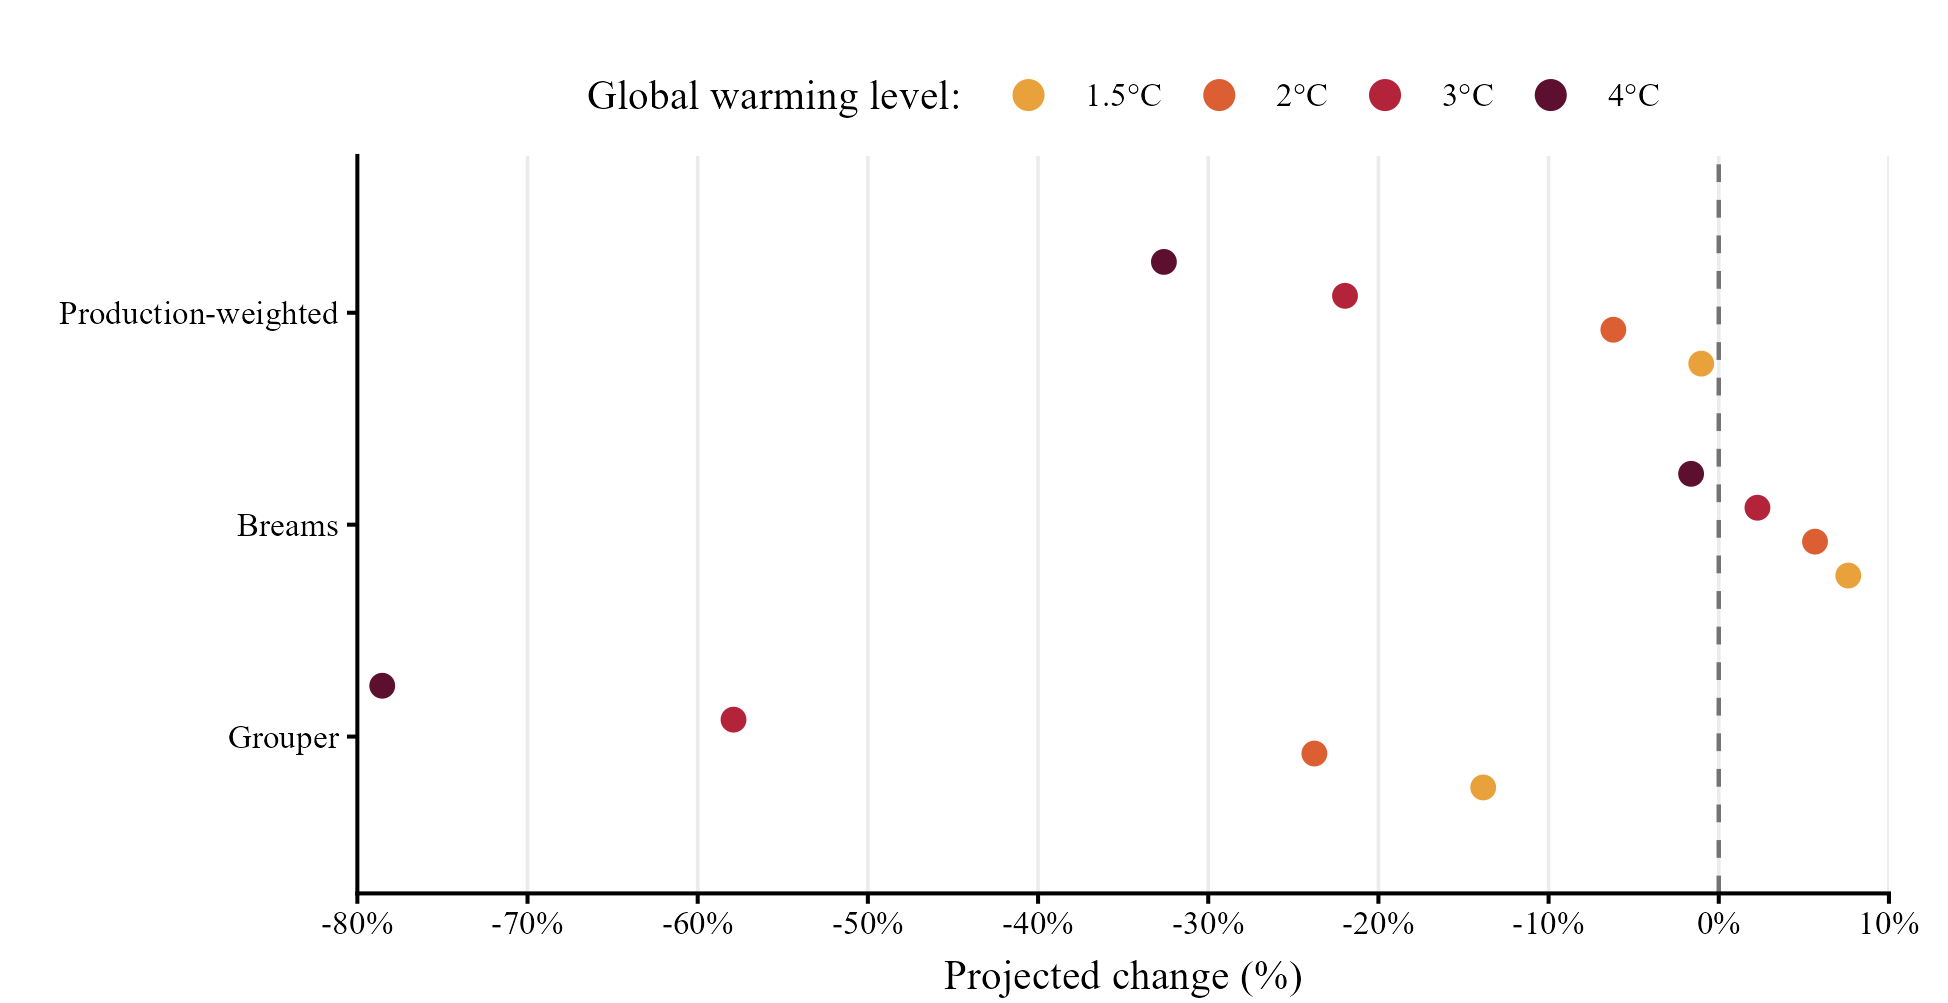 Global warming level: 1.5°C 2°C 3°C 4°C
Production-weighted
Breams
Grouper
-80% -70% -60% -50% -40% -30% -20% -10% 0% 10%
Projected change (%)